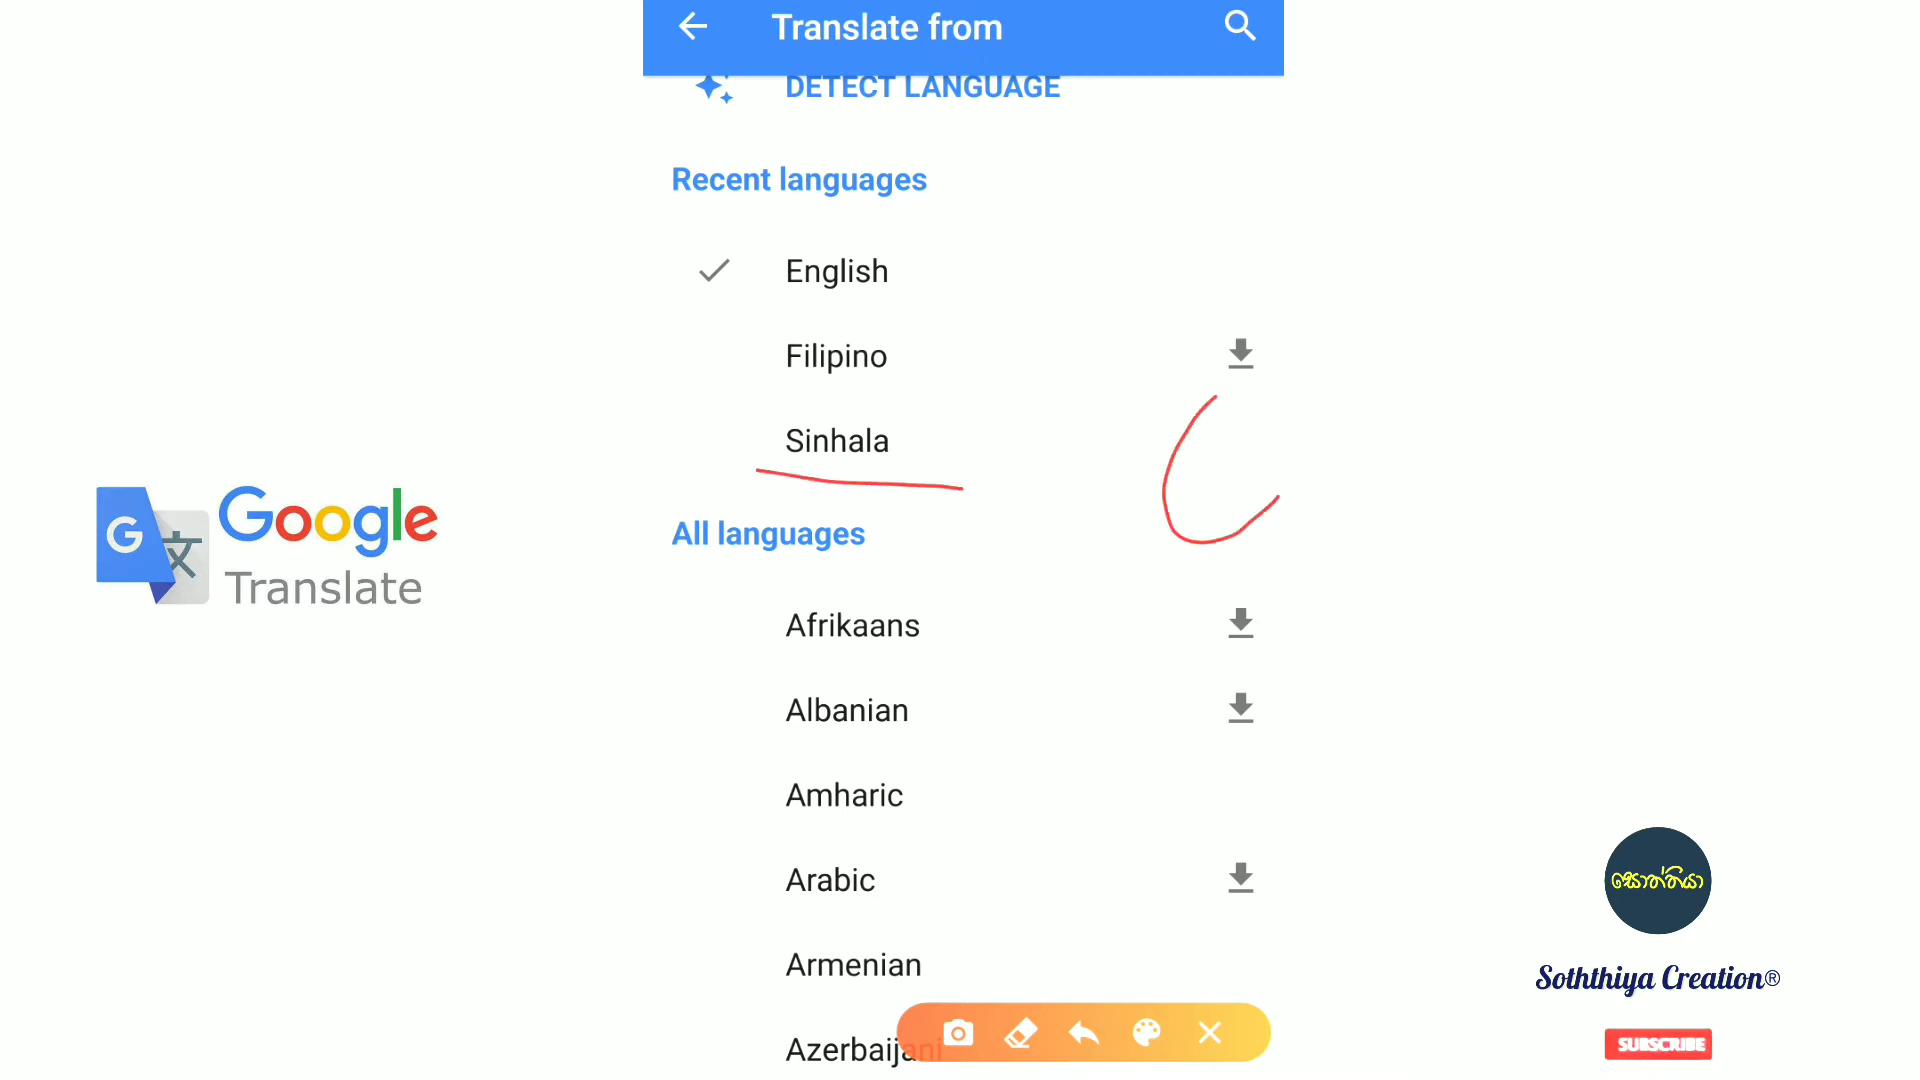 Translate from
DETECT LANGUAGE
Recent languages
English
Filipino
Sinhala
All languages
Afrikaans
Albanian
Amharic
Arabic
Armenian
Azerbaijani
G 文 Google
Translate
සොත්තියා
Soththiya Creation®
SUBSCRIBE